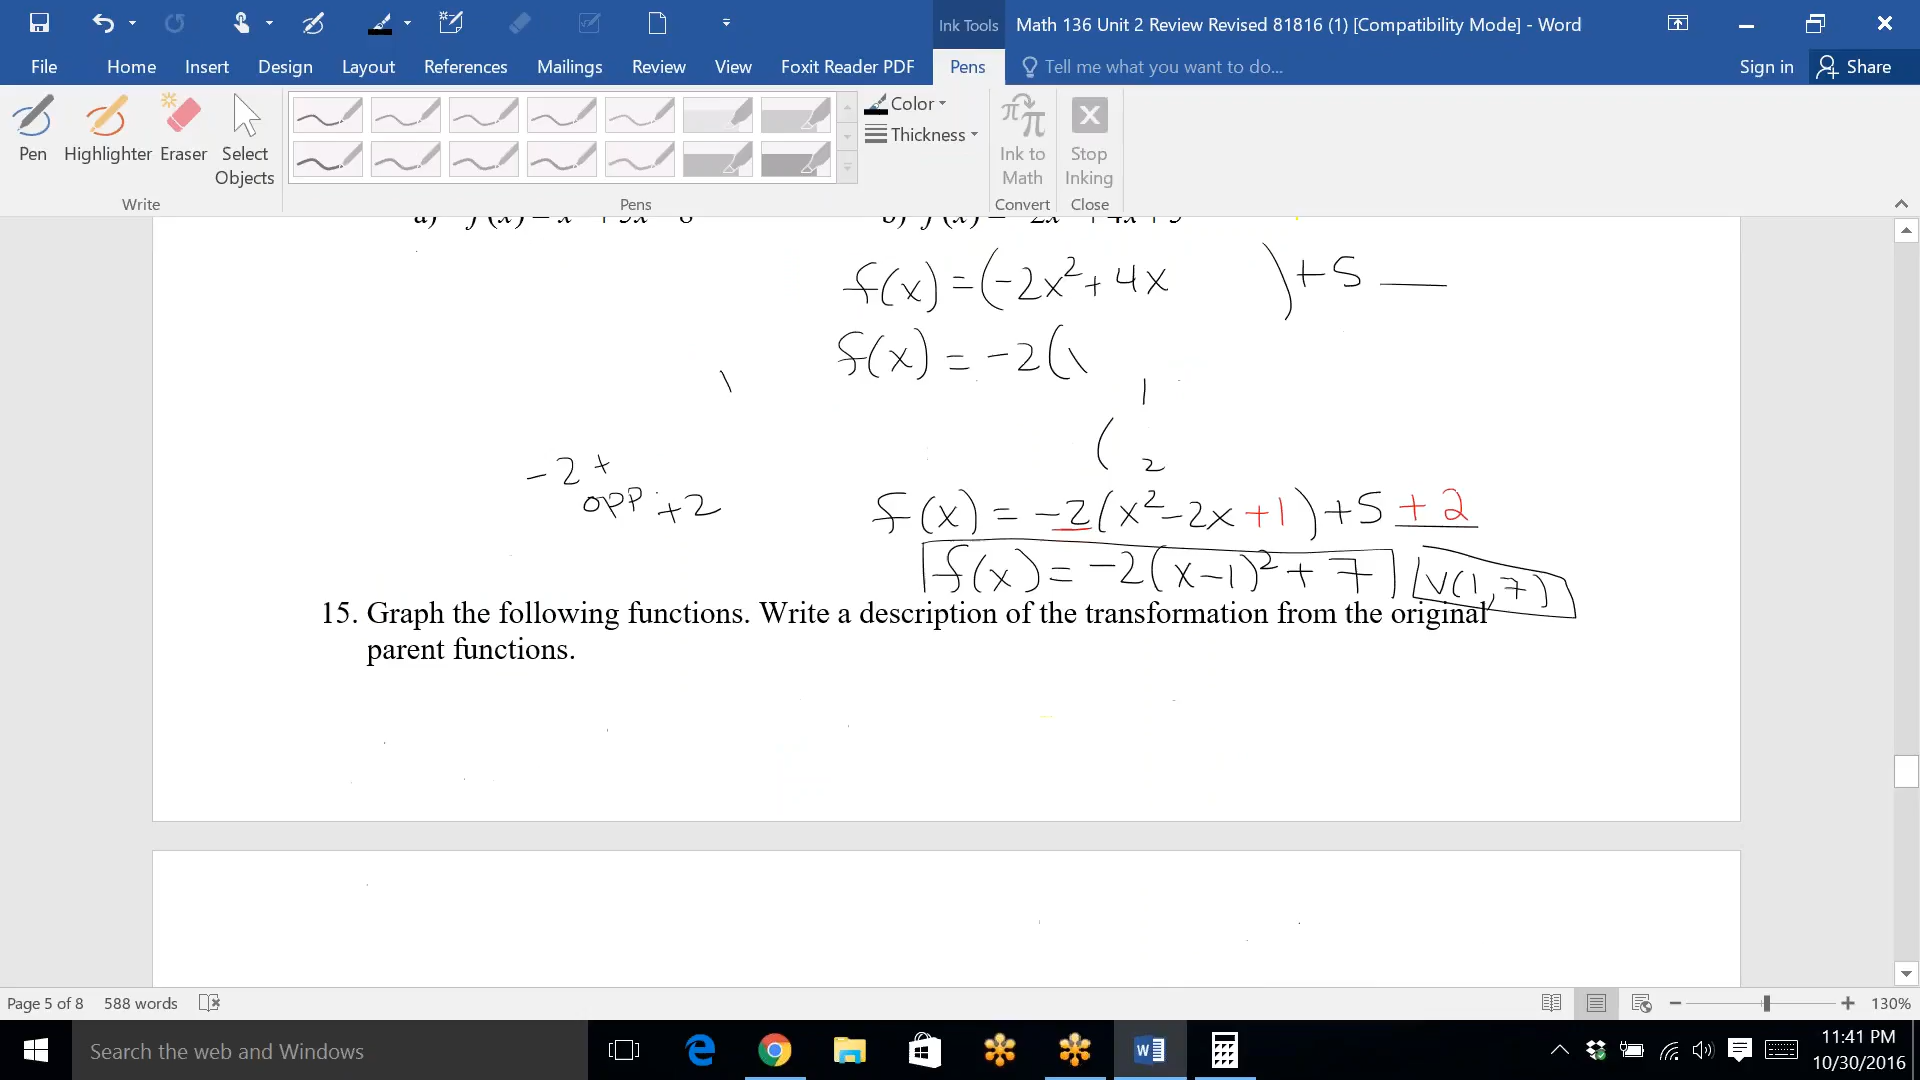 Ink Tools
Math 136 Unit 2 Review Revised 81816 (1) [Compatibility Mode] - Word
File Home Insert Design Layout References Mailings Review View Foxit Reader PDF Pens Tell me what you want to do... Sign in Share
Pen Highlighter Eraser Select Objects
Color
Thickness
Ink to Math
Stop Inking
Write Pens Convert Close
f(x) = (-2x²+ 4x ) +5 __
f(x) = -2(
1
(
2
-2 +
opp +2
f(x) = -2(x²-2x +1) +5 + 2
f(x) = -2(x-1)² + 7 V(1,7)
15. Graph the following functions. Write a description of the transformation from the original
parent functions.
Page 5 of 8 588 words 130%
Search the web and Windows
11:41 PM
10/30/2016